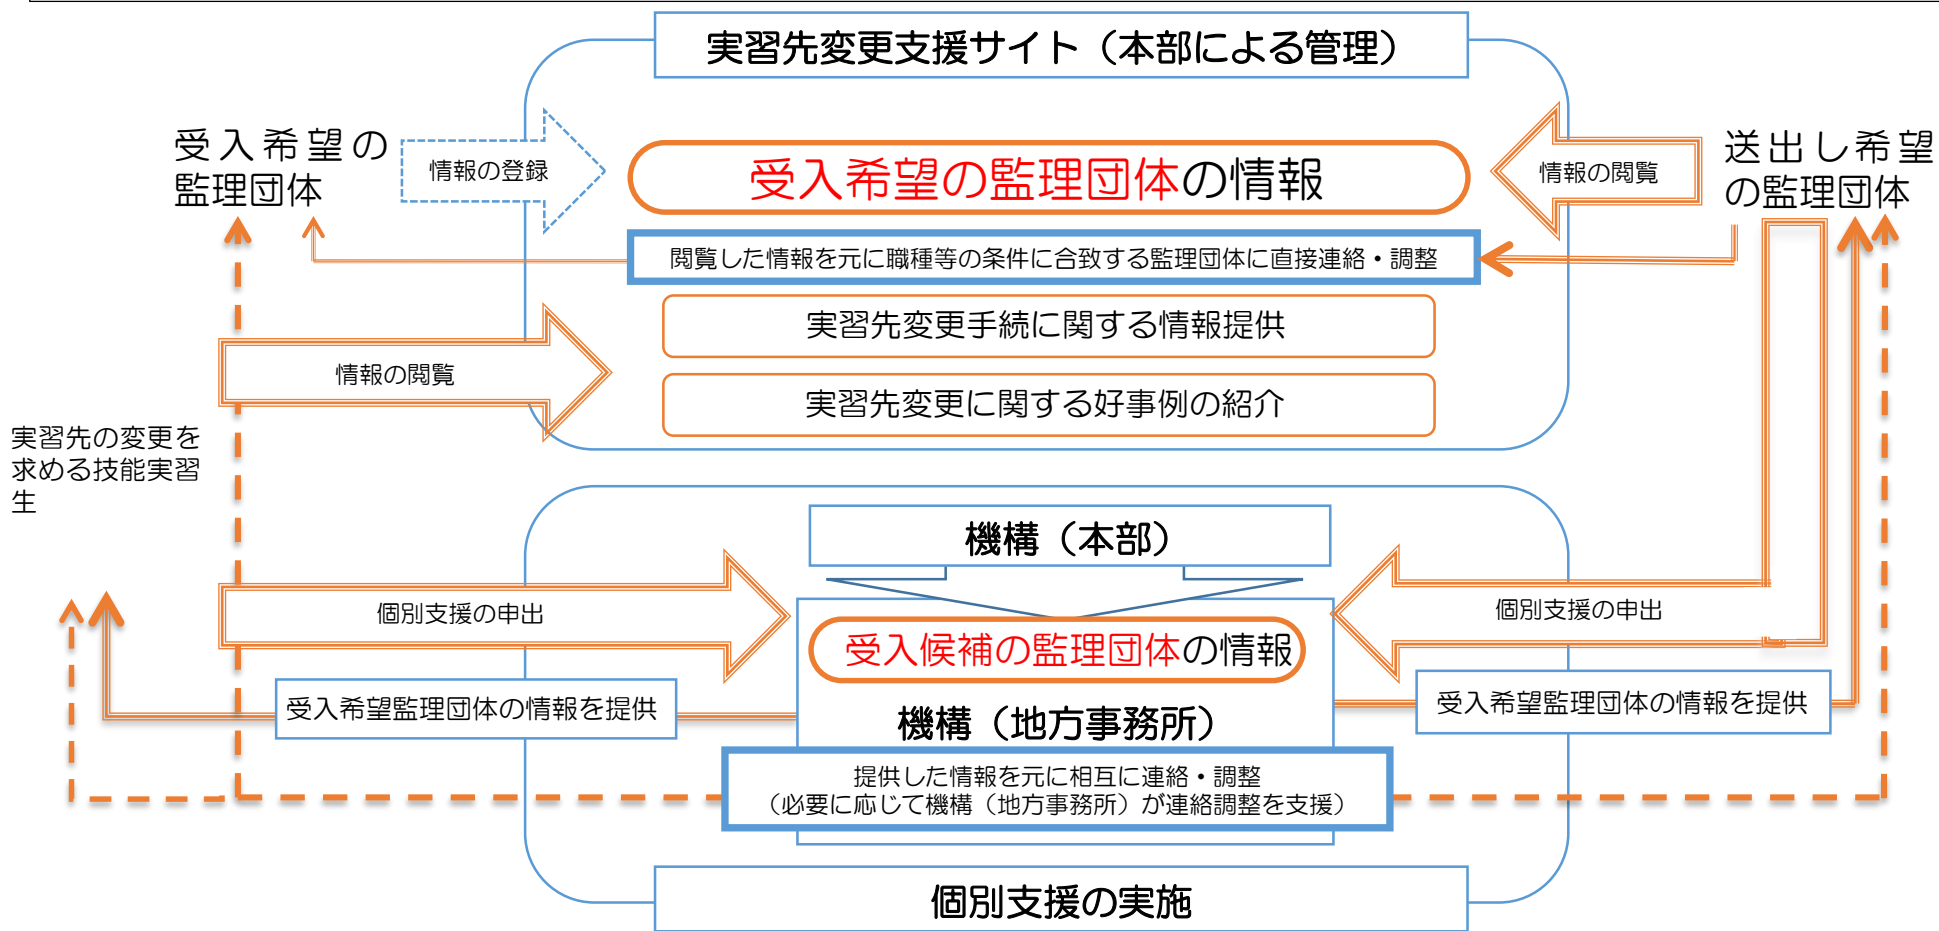 実習先変更支援サイト（本部による管理）
受入希望の
監理団体
情報の登録
受入希望の監理団体の情報
情報の閲覧
送出し希望
の監理団体
閲覧した情報を元に職種等の条件に合致する監理団体に直接連絡・調整
実習先変更手続に関する情報提供
情報の閲覧
実習先変更に関する好事例の紹介
実習先の変更を
求める技能実習
生
機構（本部）
個別支援の申出
個別支援の申出
受入候補の監理団体の情報
受入希望監理団体の情報を提供
機構（地方事務所）
受入希望監理団体の情報を提供
提供した情報を元に相互に連絡・調整
（必要に応じて機構（地方事務所）が連絡調整を支援）
個別支援の実施